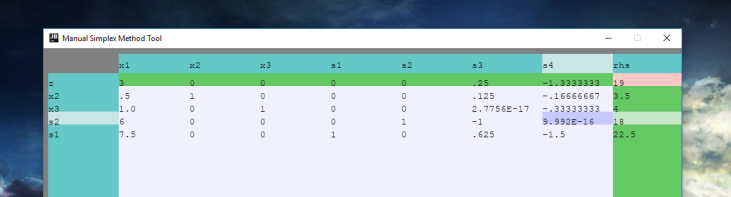 Manual Simplex Method Tool
x1 x2 x3 s1 s2 s3 s4 rhs
z 3 0 0 0 0 .25 -1.3333333 19
x2 .5 1 0 0 0 .125 -.16666667 3.5
x3 1.0 0 1 0 0 2.7756E-17 -.33333333 4
s2 6 0 0 0 1 -1 9.992E-16 18
s1 7.5 0 0 1 0 .625 -1.5 22.5